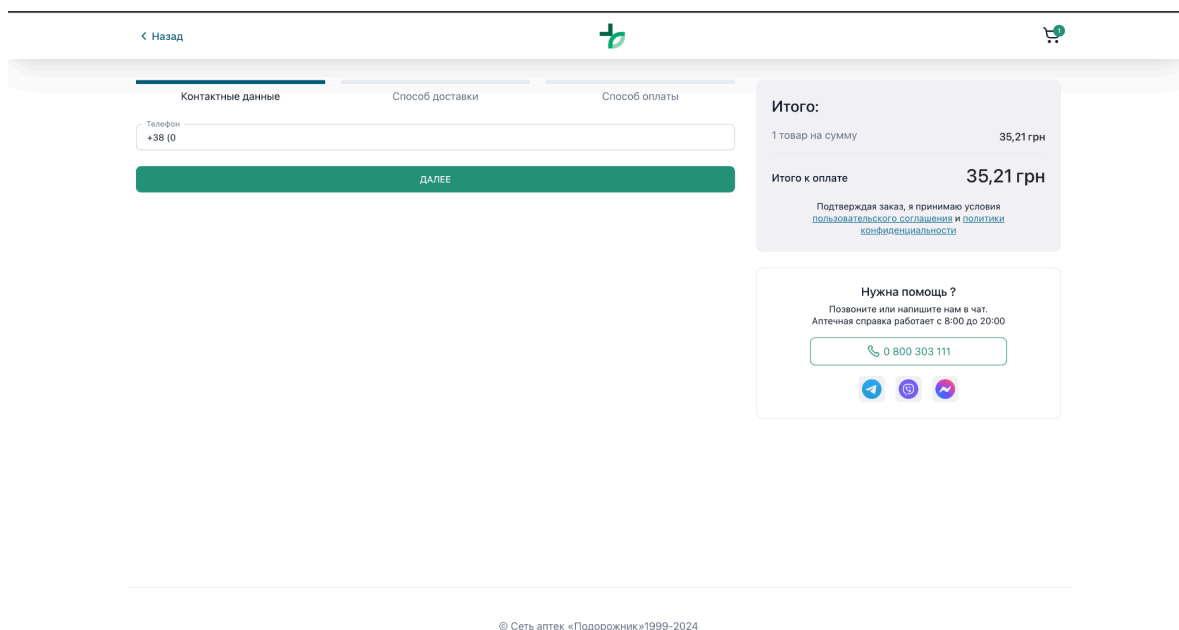 Назад
1
Контактные данные
Способ доставки
Способ оплаты
Телефон
+38 (0
ДАЛЕЕ
Итого:
1 товар на сумму
35,21 грн
Итого к оплате
35,21 грн
Подтверждая заказ, я принимаю условия
пользовательского соглашения и политики
конфиденциальности
Нужна помощь ?
Позвоните или напишите нам в чат.
Аптечная справка работает с 8:00 до 20:00
0 800 303 111
© Сеть аптек «Подорожник»1999-2024